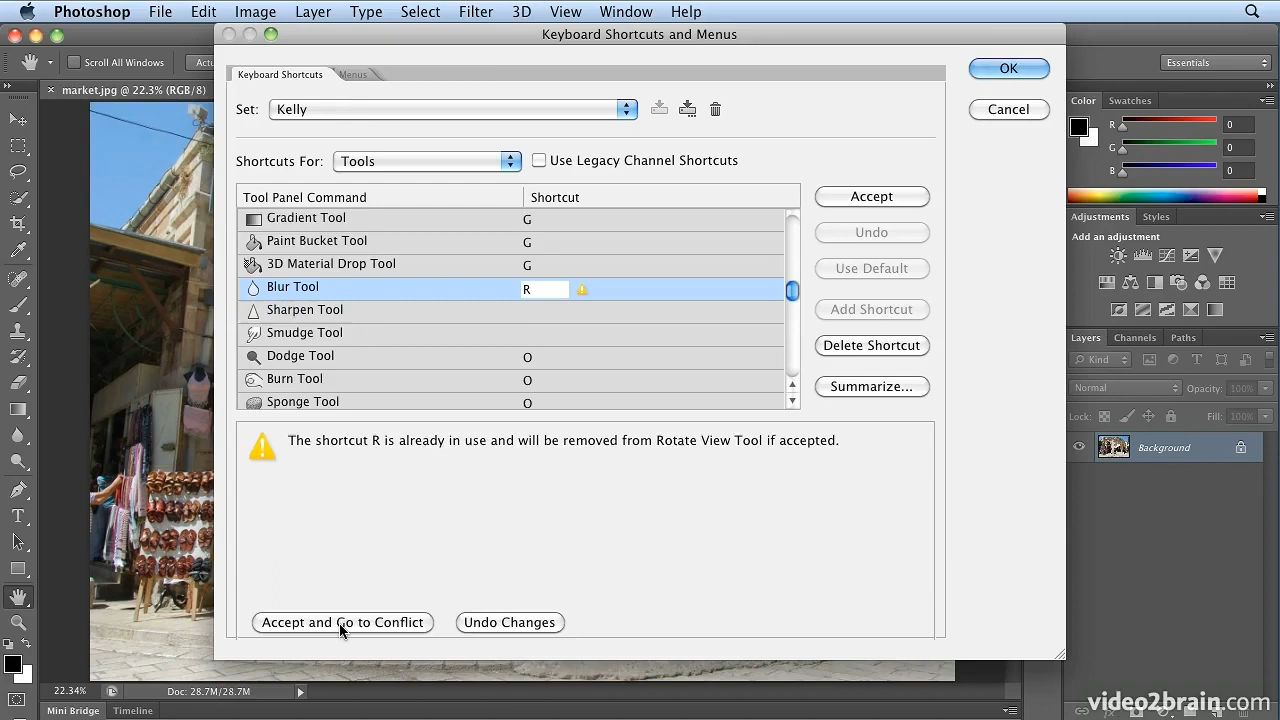 Photoshop File Edit Image Layer Type Select Filter 3D View Window Help
Keyboard Shortcuts and Menus
Scroll All Windows
Essentials
market.jpg @ 22.3% (RGB/8)
Keyboard Shortcuts Menus
OK
Set: Kelly
Cancel
Shortcuts For: Tools Use Legacy Channel Shortcuts
Tool Panel Command Shortcut
Gradient Tool G
Paint Bucket Tool G
3D Material Drop Tool G
Blur Tool R
Sharpen Tool
Smudge Tool
Dodge Tool O
Burn Tool O
Sponge Tool O
Accept
Undo
Use Default
Add Shortcut
Delete Shortcut
Summarize...
The shortcut R is already in use and will be removed from Rotate View Tool if accepted.
Accept and Go to Conflict Undo Changes
Color Swatches
R 0
G 0
B 0
Adjustments Styles
Add an adjustment
Layers Channels Paths
Kind
Normal Opacity: 100%
Lock: Fill: 100%
Background
22.34% Doc: 28.7M/28.7M
Mini Bridge Timeline
video2brain.com